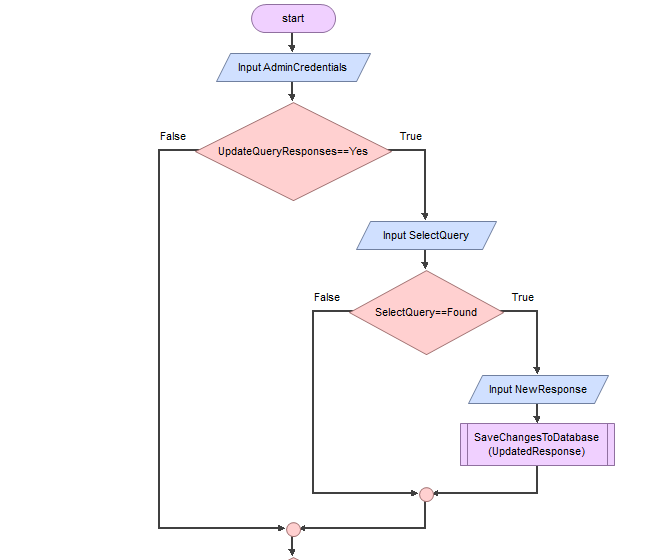 start
Input AdminCredentials
False
True
UpdateQueryResponses==Yes
Input SelectQuery
False
True
SelectQuery==Found
Input NewResponse
SaveChangesToDatabase
(UpdatedResponse)